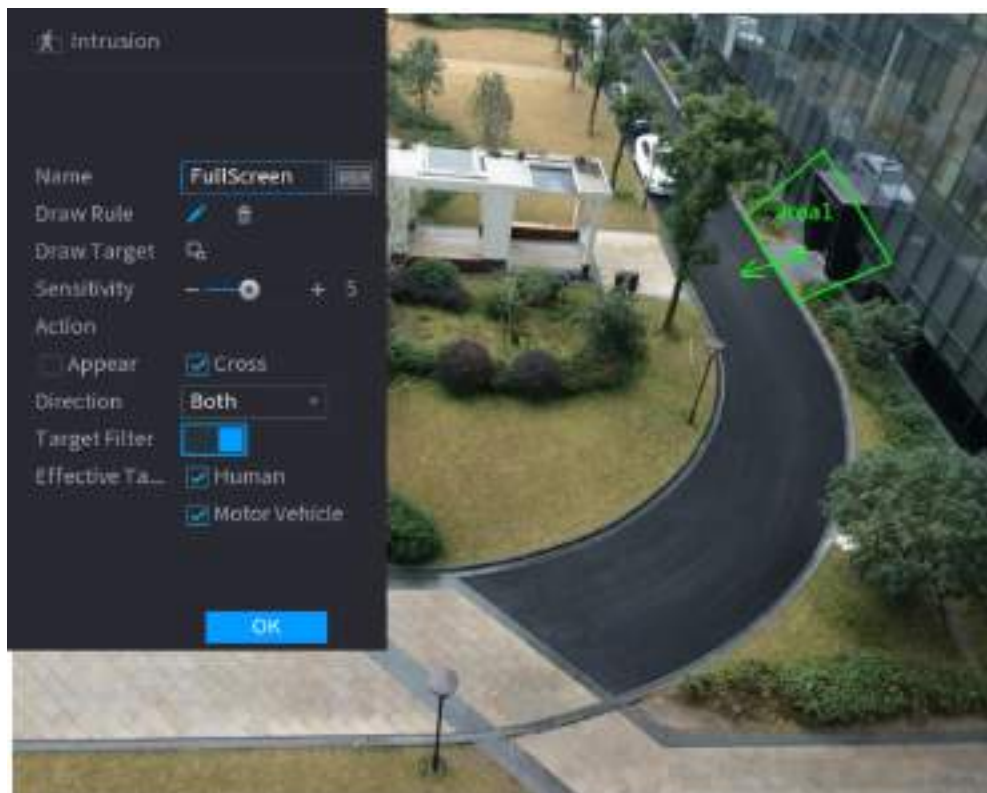 Intrusion
Name FullScreen
Draw Rule
Draw Target
Sensitivity - + 5
Action
Appear Cross
Direction Both
Target Filter
Effective Ta...
Human
Motor Vehicle
OK